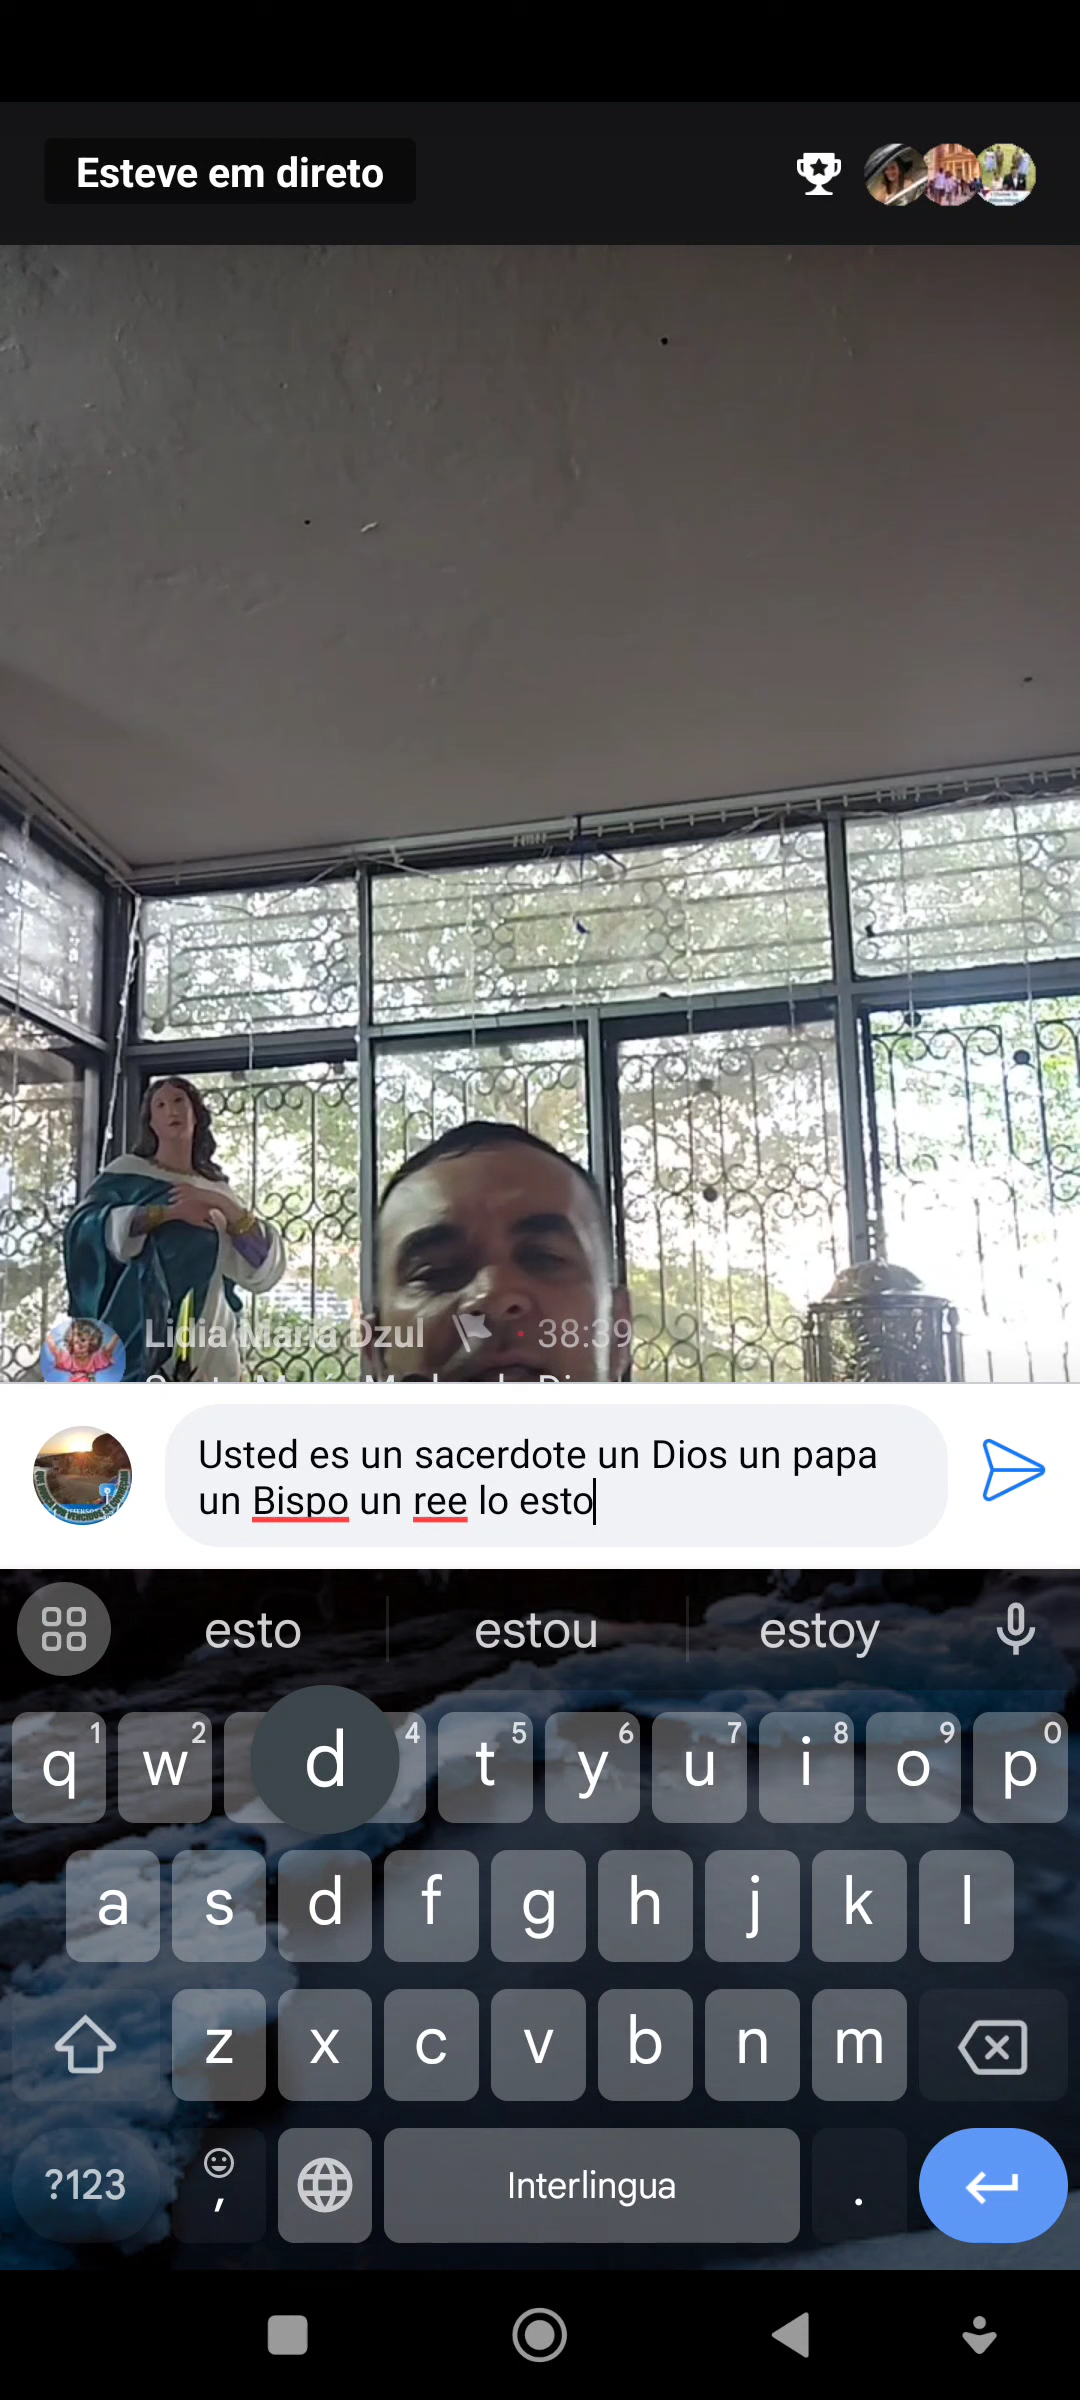 Esteve em direto
Lidia María Dzul · 38:39
Usted es un sacerdote un Dios un papa
un Bispo un ree lo esto
esto estou estoy
1 2 4 5 6 7 8 9 0
q w d t y u i o p
a s d f g h j k l
z x c v b n m
?123 , Interlingua .